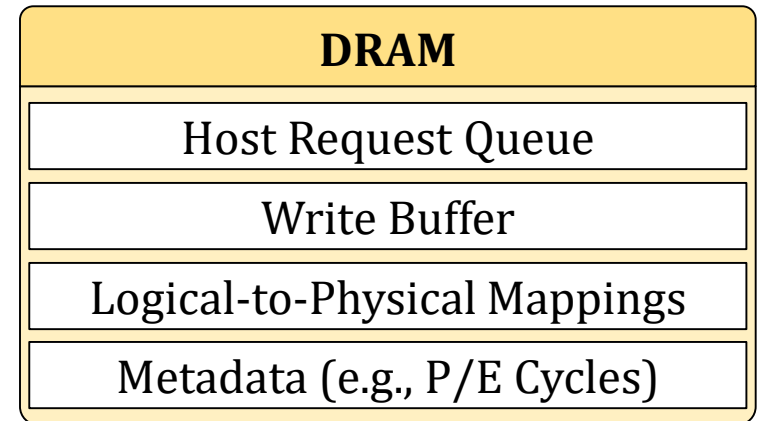 DRAM
Host Request Queue
Write Buffer
Logical-to-Physical Mappings
Metadata (e.g., P/E Cycles)